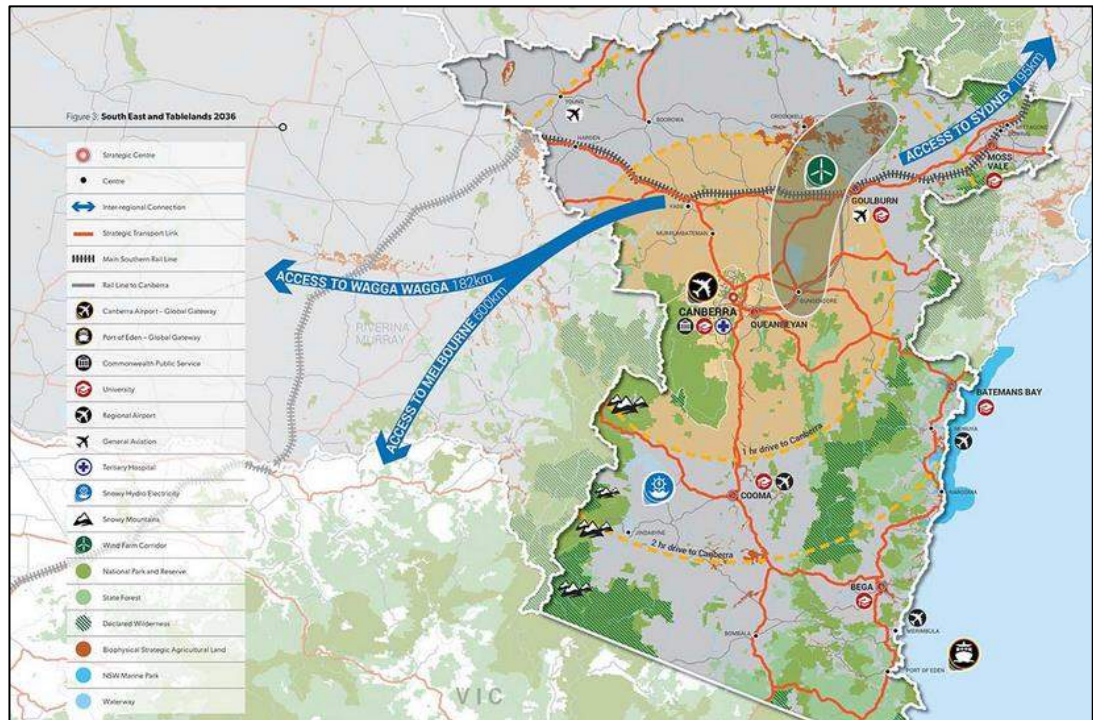 Figure 3: South East and Tablelands 2036
Strategic Centre
Centre
Inter-regional Connection
Strategic Transport Link
Main Southern Rail Line
Rail Line to Canberra
Canberra Airport - Global Gateway
Port of Eden - Global Gateway
Commonwealth Public Service
University
Regional Airport
General Aviation
Tertiary Hospital
Snowy Hydro Electricity
Snowy Mountains
Wind Farm Corridor
National Park and Reserve
State Forest
Declared Wilderness
Biophysical Strategic Agricultural Land
NSW Marine Park
Waterway
ACCESS TO SYDNEY 195km
YOUNG
BOOROWA
CROOKWELL
HARDEN
MITTAGONG
BOWRAL
MOSS
VALE
GOULBURN
YASS
MURRUMBATEMAN
ACCESS TO WAGGA WAGGA 182km
ACCESS TO MELBOURNE 600km
RIVERINA
MURRAY
BUNGENDORE
CANBERRA
QUEANBEYAN
BATEMANS BAY
MORUYA
1 hr drive to Canberra
NAROOMA
COOMA
JINDABYNE
2 hr drive to Canberra
BEGA
BOMBALA
MERIMBULA
PORT OF EDEN
VIC